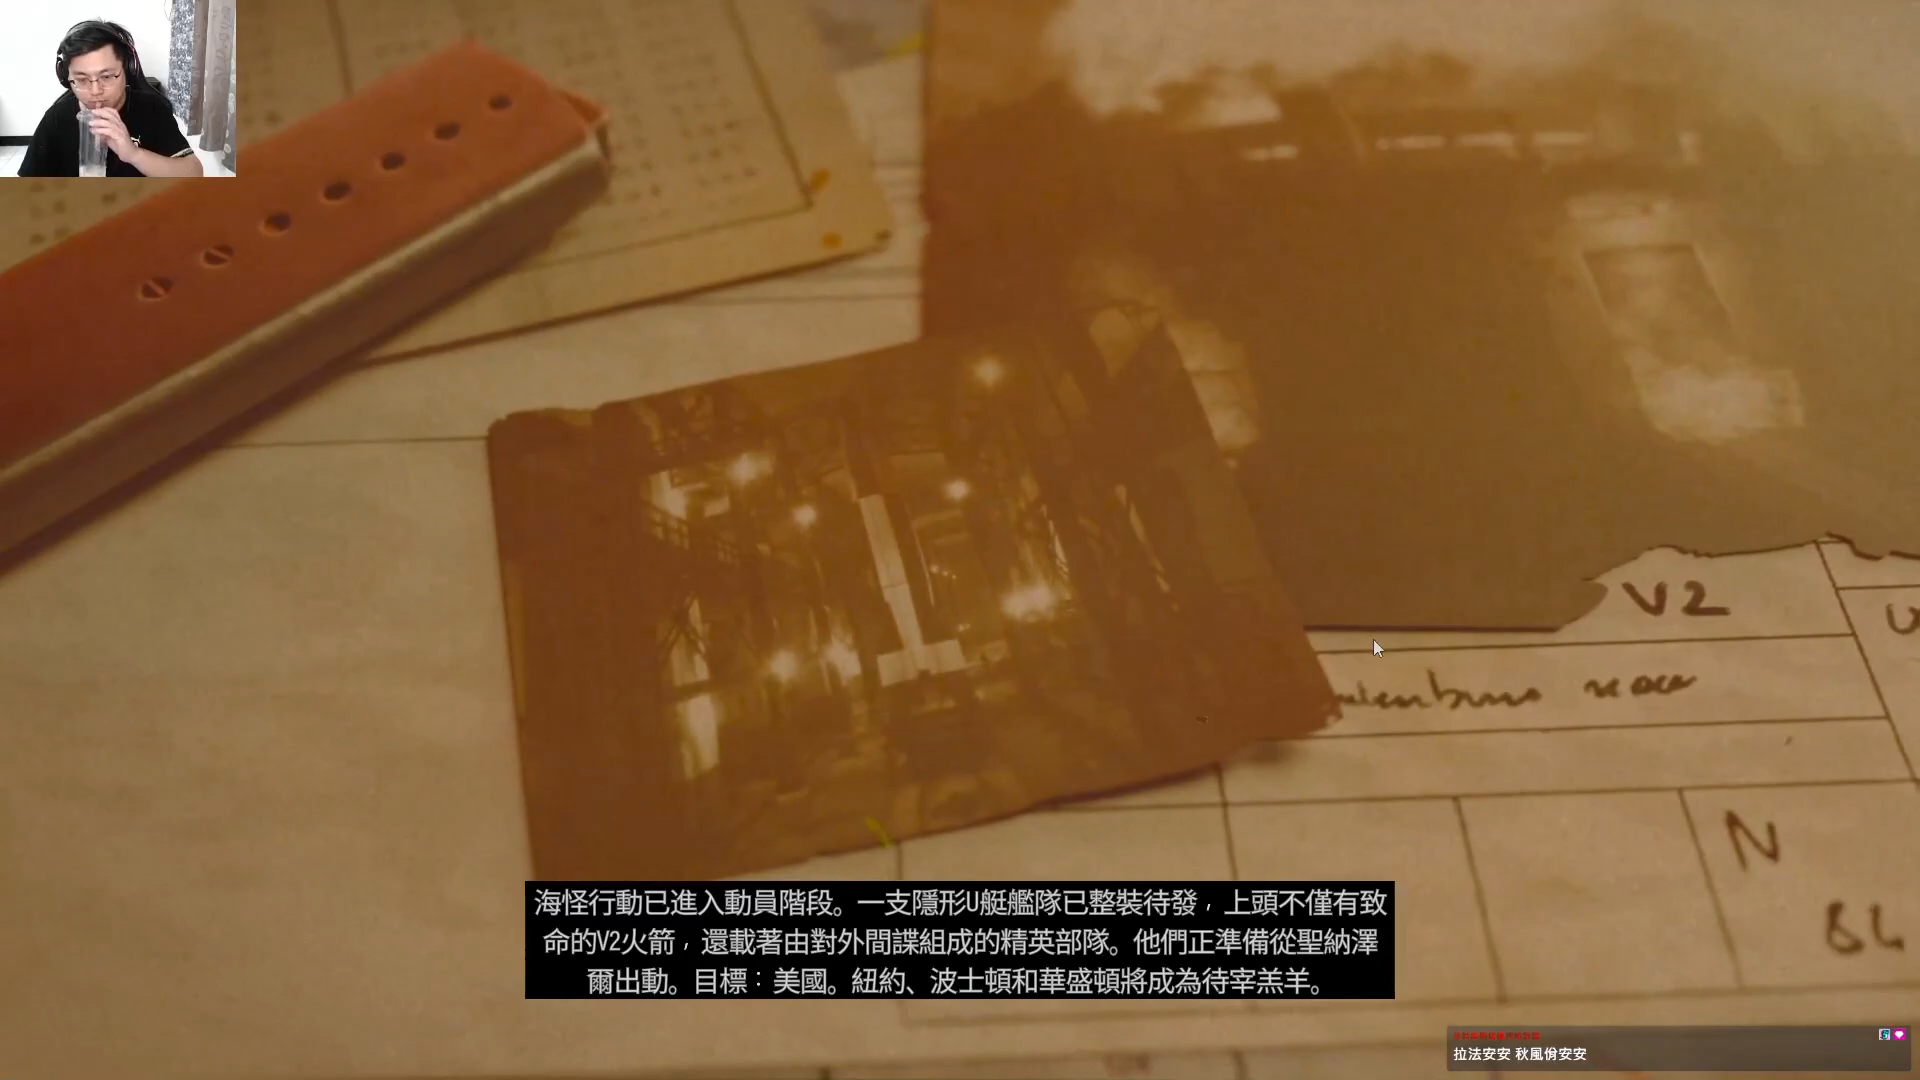 V2
N
BL
海怪行動已進入動員階段。一支隱形U艇艦隊已整裝待發，上頭不僅有致
命的V2火箭，還載著由對外間諜組成的精英部隊。他們正準備從聖納澤
爾出動。目標：美國。紐約、波士頓和華盛頓將成為待宰羔羊。
拉法安安 秋風佾安安